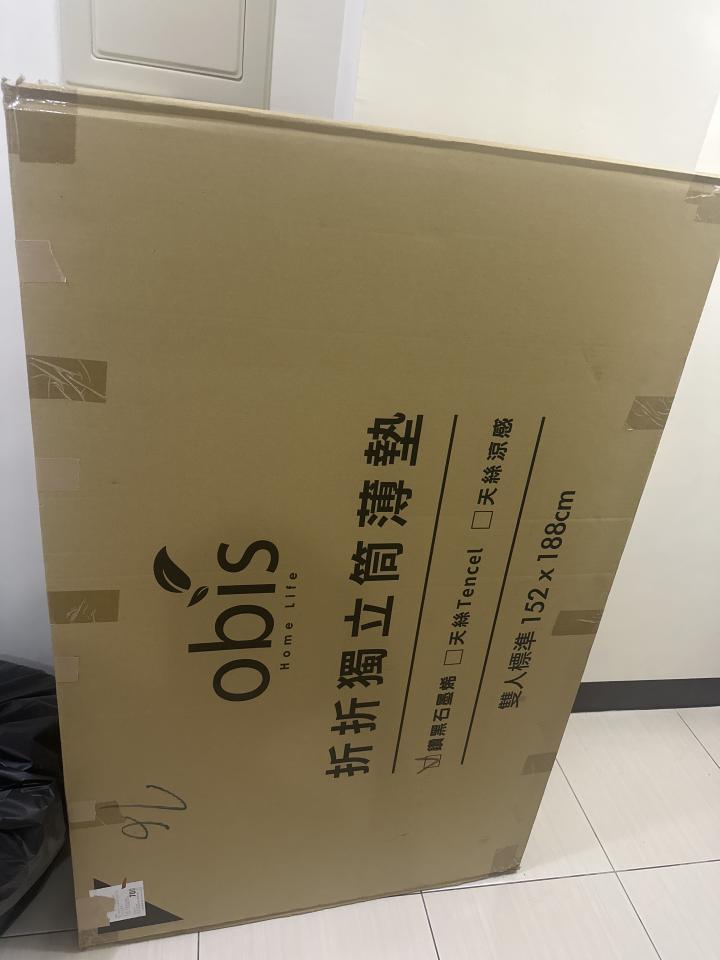 obis
Home Life
折折獨立筒薄墊
鑽黑石墨烯 天絲Tencel 天絲涼感
雙人標準 152 x 188cm